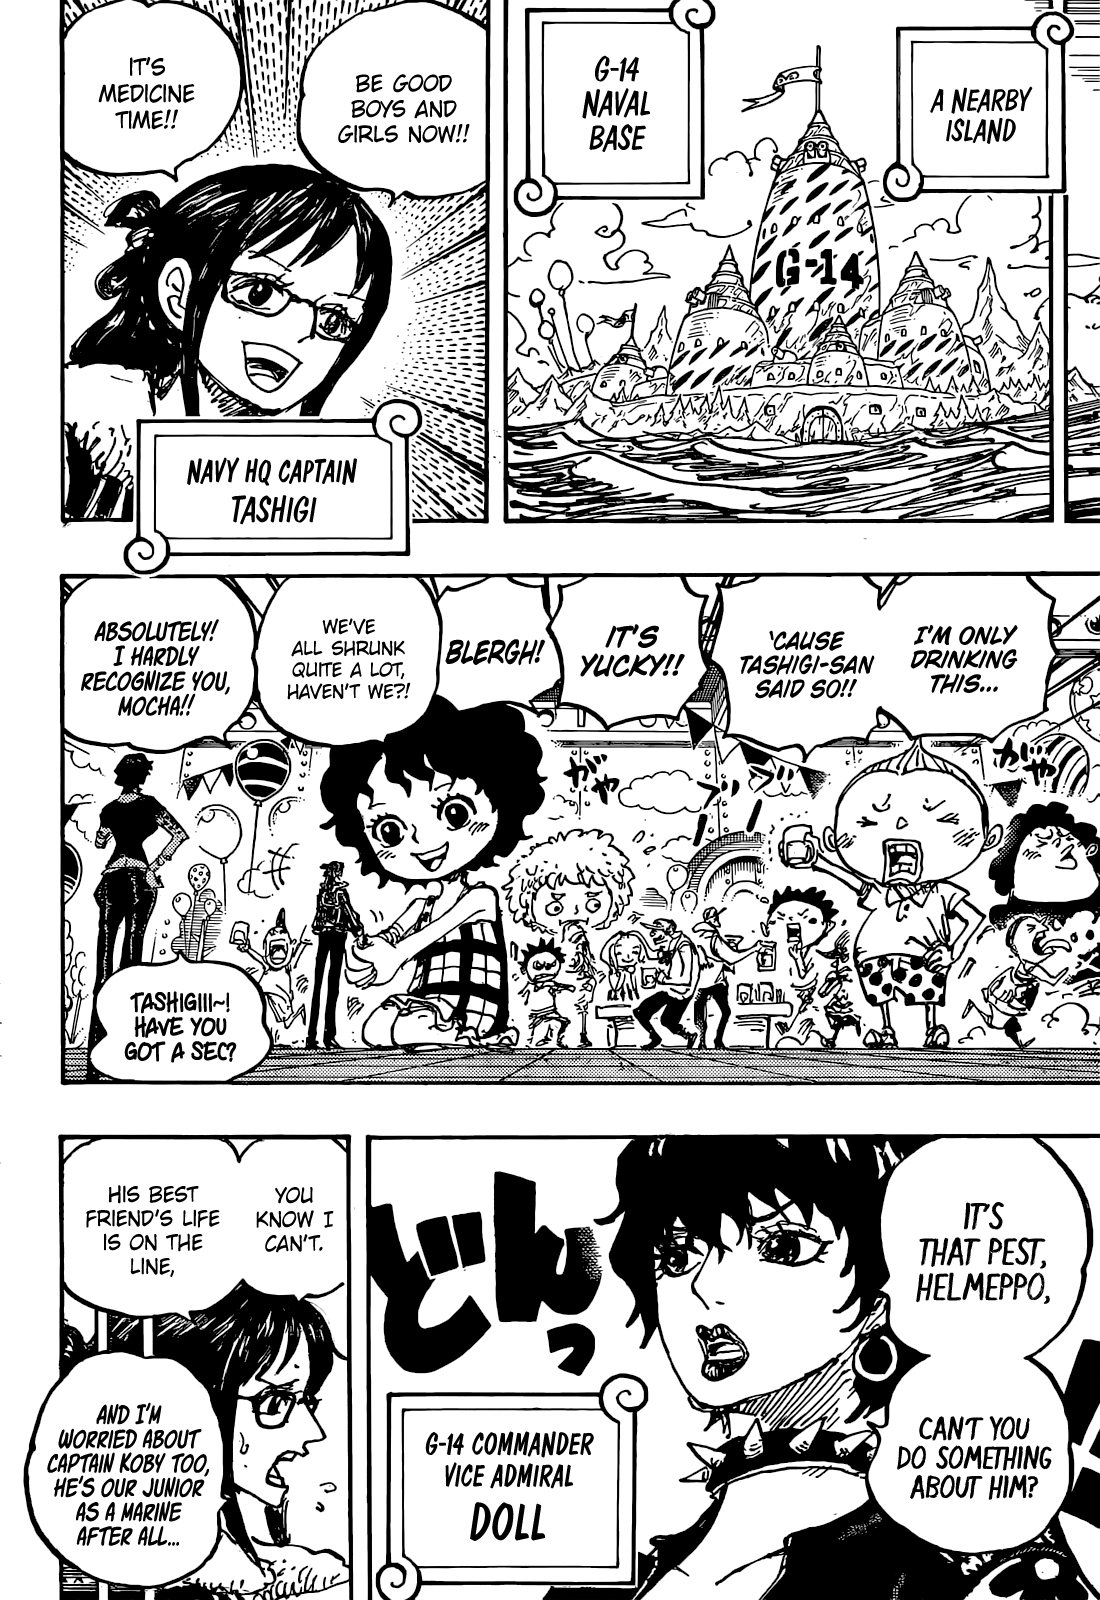 A NEARBY
ISLAND
G-14
NAVAL
BASE
G-14
BE GOOD
BOYS AND
GIRLS NOW!!
IT'S
MEDICINE
TIME!!
NAVY HQ CAPTAIN
TASHIGI
I'M ONLY
DRINKING
THIS...
'CAUSE
TASHIGI-SAN
SAID SO!!
IT'S
YUCKY!!
BLERGH!
WE'VE
ALL SHRUNK
QUITE A LOT,
HAVEN'T WE?!
ABSOLUTELY!
I HARDLY
RECOGNIZE YOU,
MOCHA!!
ガヤ
ガヤ
TASHIGIII~!
HAVE YOU
GOT A SEC?
IT'S
THAT PEST,
HELMEPPO,
CAN'T YOU
DO SOMETHING
ABOUT HIM?
どんっ
G-14 COMMANDER
VICE ADMIRAL
DOLL
YOU
KNOW I
CAN'T.
HIS BEST
FRIEND'S LIFE
IS ON THE
LINE,
AND I'M
WORRIED ABOUT
CAPTAIN KOBY TOO,
HE'S OUR JUNIOR
AS A MARINE
AFTER ALL...